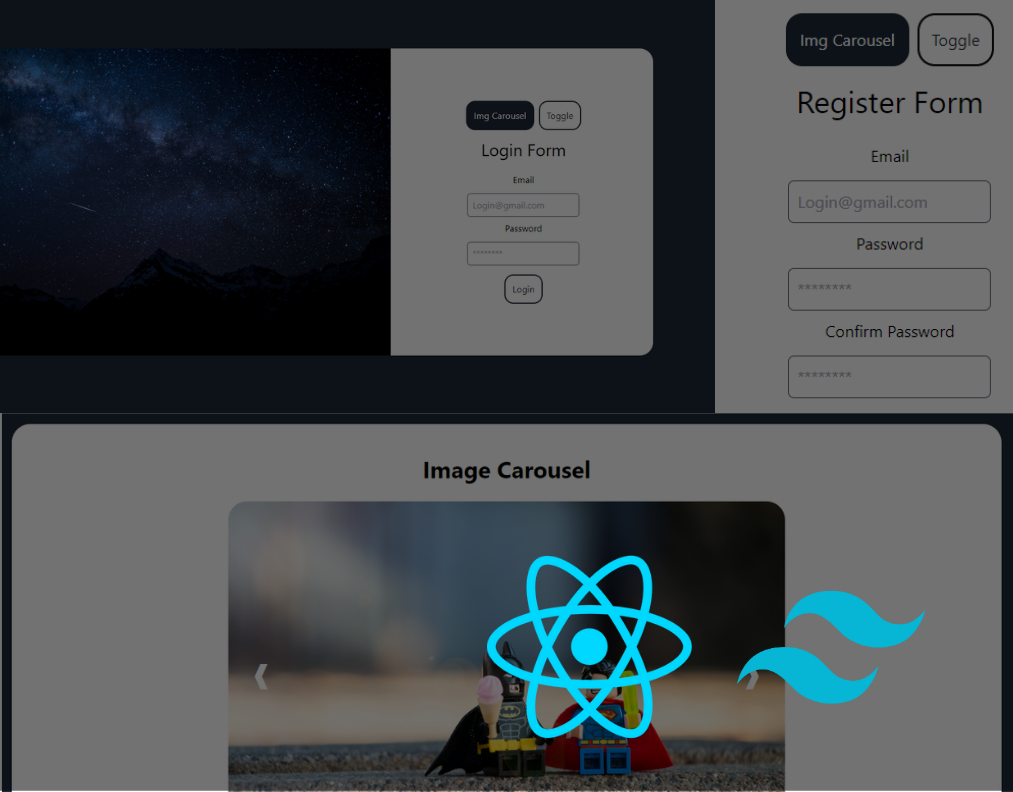 Img Carousel
Toggle
Login Form
Email
Login@gmail.com
Password
********
Login
Img Carousel
Toggle
Register Form
Email
Login@gmail.com
Password
********
Confirm Password
********
Image Carousel